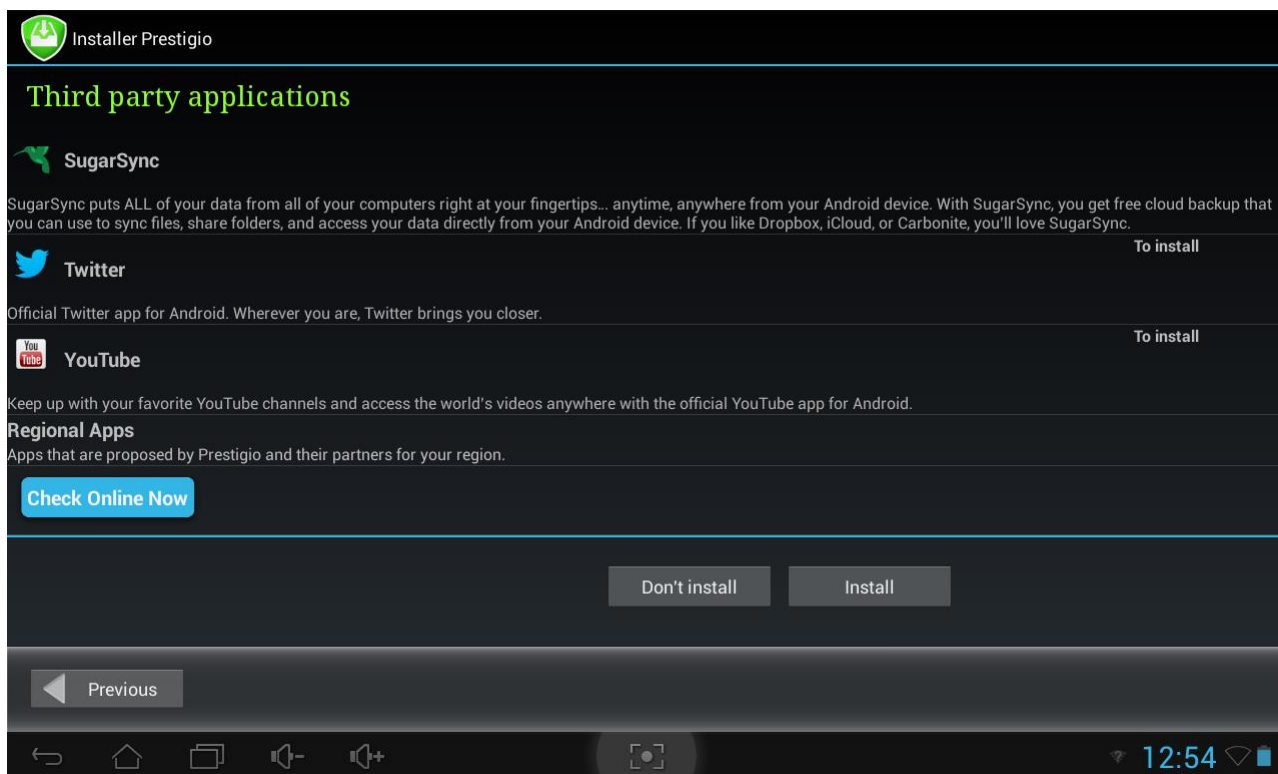 Installer Prestigio
Third party applications
SugarSync
SugarSync puts ALL of your data from all of your computers right at your fingertips... anytime, anywhere from your Android device. With SugarSync, you get free cloud backup that
you can use to sync files, share folders, and access your data directly from your Android device. If you like Dropbox, iCloud, or Carbonite, you'll love SugarSync.
To install
Twitter
Official Twitter app for Android. Wherever you are, Twitter brings you closer.
To install
You
Tube
YouTube
Keep up with your favorite YouTube channels and access the world's videos anywhere with the official YouTube app for Android.
Regional Apps
Apps that are proposed by Prestigio and their partners for your region.
Check Online Now
Don't install
Install
Previous
12:54